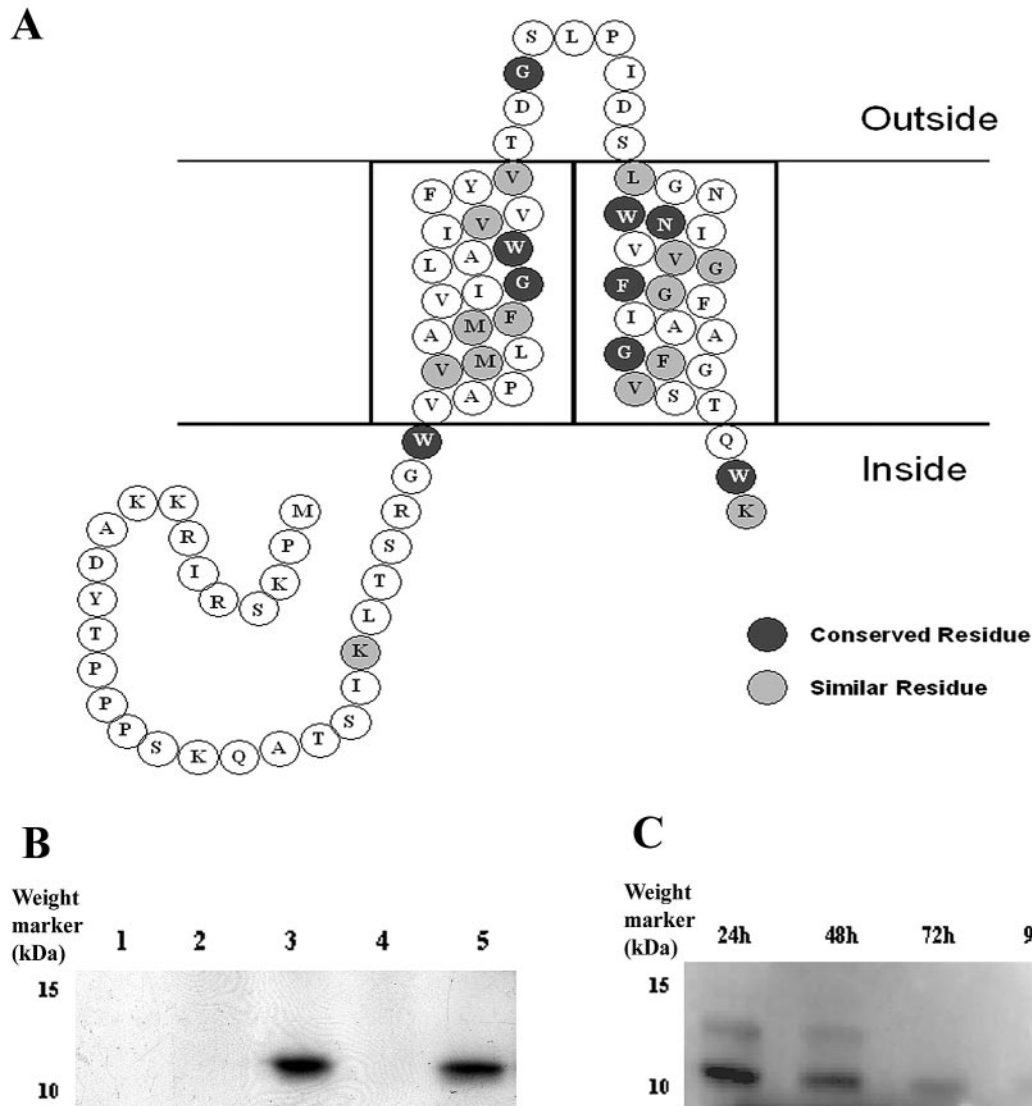 A
S L P
G I
D D
Outside
T S
F Y V L G N
I V V W N I
L A W V V G
V I G F G F
A M F I A A
V M L G F G
V A P V S T
W Q
Inside
G W
R K
M P K S R I R K K A D Y T P P P S K Q A T S I K L T S
Conserved Residue
Similar Residue
B
Weight
marker
(kDa)
1 2 3 4 5
15
10
C
Weight
marker
(kDa)
24h 48h 72h 9
15
10